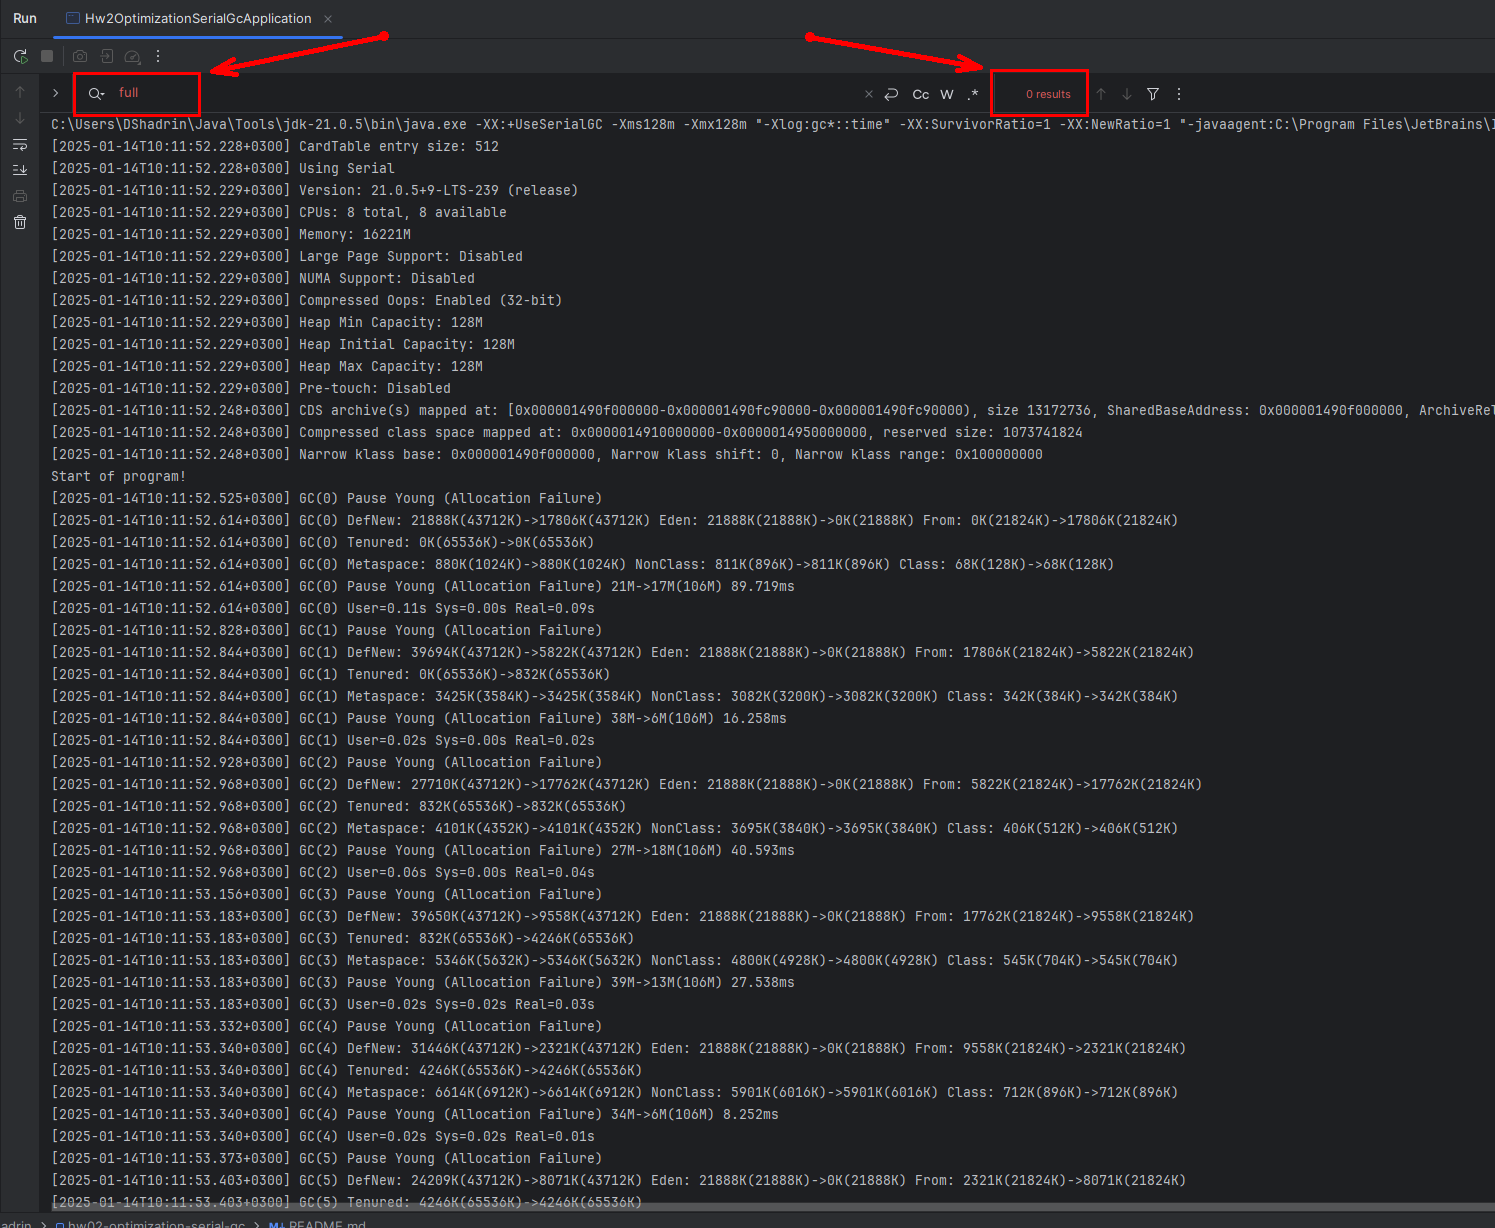 Run Hw2OptimizationSerialGcApplication
full Cc W .* 0 results
C:\Users\DShadrin\Java\Tools\jdk-21.0.5\bin\java.exe -XX:+UseSerialGC -Xms128m -Xmx128m "-Xlog:gc*::time" -XX:SurvivorRatio=1 -XX:NewRatio=1 "-javaagent:C:\Program Files\JetBrains\I
[2025-01-14T10:11:52.228+0300] CardTable entry size: 512
[2025-01-14T10:11:52.228+0300] Using Serial
[2025-01-14T10:11:52.229+0300] Version: 21.0.5+9-LTS-239 (release)
[2025-01-14T10:11:52.229+0300] CPUs: 8 total, 8 available
[2025-01-14T10:11:52.229+0300] Memory: 16221M
[2025-01-14T10:11:52.229+0300] Large Page Support: Disabled
[2025-01-14T10:11:52.229+0300] NUMA Support: Disabled
[2025-01-14T10:11:52.229+0300] Compressed Oops: Enabled (32-bit)
[2025-01-14T10:11:52.229+0300] Heap Min Capacity: 128M
[2025-01-14T10:11:52.229+0300] Heap Initial Capacity: 128M
[2025-01-14T10:11:52.229+0300] Heap Max Capacity: 128M
[2025-01-14T10:11:52.229+0300] Pre-touch: Disabled
[2025-01-14T10:11:52.248+0300] CDS archive(s) mapped at: [0x000001490f000000-0x000001490fc90000-0x000001490fc90000), size 13172736, SharedBaseAddress: 0x000001490f000000, ArchiveRel
[2025-01-14T10:11:52.248+0300] Compressed class space mapped at: 0x0000014910000000-0x0000014950000000, reserved size: 1073741824
[2025-01-14T10:11:52.248+0300] Narrow klass base: 0x000001490f000000, Narrow klass shift: 0, Narrow klass range: 0x100000000
Start of program!
[2025-01-14T10:11:52.525+0300] GC(0) Pause Young (Allocation Failure)
[2025-01-14T10:11:52.614+0300] GC(0) DefNew: 21888K(43712K)->17806K(43712K) Eden: 21888K(21888K)->0K(21888K) From: 0K(21824K)->17806K(21824K)
[2025-01-14T10:11:52.614+0300] GC(0) Tenured: 0K(65536K)->0K(65536K)
[2025-01-14T10:11:52.614+0300] GC(0) Metaspace: 880K(1024K)->880K(1024K) NonClass: 811K(896K)->811K(896K) Class: 68K(128K)->68K(128K)
[2025-01-14T10:11:52.614+0300] GC(0) Pause Young (Allocation Failure) 21M->17M(106M) 89.719ms
[2025-01-14T10:11:52.614+0300] GC(0) User=0.11s Sys=0.00s Real=0.09s
[2025-01-14T10:11:52.828+0300] GC(1) Pause Young (Allocation Failure)
[2025-01-14T10:11:52.844+0300] GC(1) DefNew: 39694K(43712K)->5822K(43712K) Eden: 21888K(21888K)->0K(21888K) From: 17806K(21824K)->5822K(21824K)
[2025-01-14T10:11:52.844+0300] GC(1) Tenured: 0K(65536K)->832K(65536K)
[2025-01-14T10:11:52.844+0300] GC(1) Metaspace: 3425K(3584K)->3425K(3584K) NonClass: 3082K(3200K)->3082K(3200K) Class: 342K(384K)->342K(384K)
[2025-01-14T10:11:52.844+0300] GC(1) Pause Young (Allocation Failure) 38M->6M(106M) 16.258ms
[2025-01-14T10:11:52.844+0300] GC(1) User=0.02s Sys=0.00s Real=0.02s
[2025-01-14T10:11:52.928+0300] GC(2) Pause Young (Allocation Failure)
[2025-01-14T10:11:52.968+0300] GC(2) DefNew: 27710K(43712K)->17762K(43712K) Eden: 21888K(21888K)->0K(21888K) From: 5822K(21824K)->17762K(21824K)
[2025-01-14T10:11:52.968+0300] GC(2) Tenured: 832K(65536K)->832K(65536K)
[2025-01-14T10:11:52.968+0300] GC(2) Metaspace: 4101K(4352K)->4101K(4352K) NonClass: 3695K(3840K)->3695K(3840K) Class: 406K(512K)->406K(512K)
[2025-01-14T10:11:52.968+0300] GC(2) Pause Young (Allocation Failure) 27M->18M(106M) 40.593ms
[2025-01-14T10:11:52.968+0300] GC(2) User=0.06s Sys=0.00s Real=0.04s
[2025-01-14T10:11:53.156+0300] GC(3) Pause Young (Allocation Failure)
[2025-01-14T10:11:53.183+0300] GC(3) DefNew: 39650K(43712K)->9558K(43712K) Eden: 21888K(21888K)->0K(21888K) From: 17762K(21824K)->9558K(21824K)
[2025-01-14T10:11:53.183+0300] GC(3) Tenured: 832K(65536K)->4246K(65536K)
[2025-01-14T10:11:53.183+0300] GC(3) Metaspace: 5346K(5632K)->5346K(5632K) NonClass: 4800K(4928K)->4800K(4928K) Class: 545K(704K)->545K(704K)
[2025-01-14T10:11:53.183+0300] GC(3) Pause Young (Allocation Failure) 39M->13M(106M) 27.538ms
[2025-01-14T10:11:53.183+0300] GC(3) User=0.02s Sys=0.02s Real=0.03s
[2025-01-14T10:11:53.332+0300] GC(4) Pause Young (Allocation Failure)
[2025-01-14T10:11:53.340+0300] GC(4) DefNew: 31446K(43712K)->2321K(43712K) Eden: 21888K(21888K)->0K(21888K) From: 9558K(21824K)->2321K(21824K)
[2025-01-14T10:11:53.340+0300] GC(4) Tenured: 4246K(65536K)->4246K(65536K)
[2025-01-14T10:11:53.340+0300] GC(4) Metaspace: 6614K(6912K)->6614K(6912K) NonClass: 5901K(6016K)->5901K(6016K) Class: 712K(896K)->712K(896K)
[2025-01-14T10:11:53.340+0300] GC(4) Pause Young (Allocation Failure) 34M->6M(106M) 8.252ms
[2025-01-14T10:11:53.340+0300] GC(4) User=0.02s Sys=0.02s Real=0.01s
[2025-01-14T10:11:53.373+0300] GC(5) Pause Young (Allocation Failure)
[2025-01-14T10:11:53.403+0300] GC(5) DefNew: 24209K(43712K)->8071K(43712K) Eden: 21888K(21888K)->0K(21888K) From: 2321K(21824K)->8071K(21824K)
[2025-01-14T10:11:53.403+0300] GC(5) Tenured: 4246K(65536K)->4246K(65536K)
adrin > hw02-optimization-serial-gc > M↓ README.md